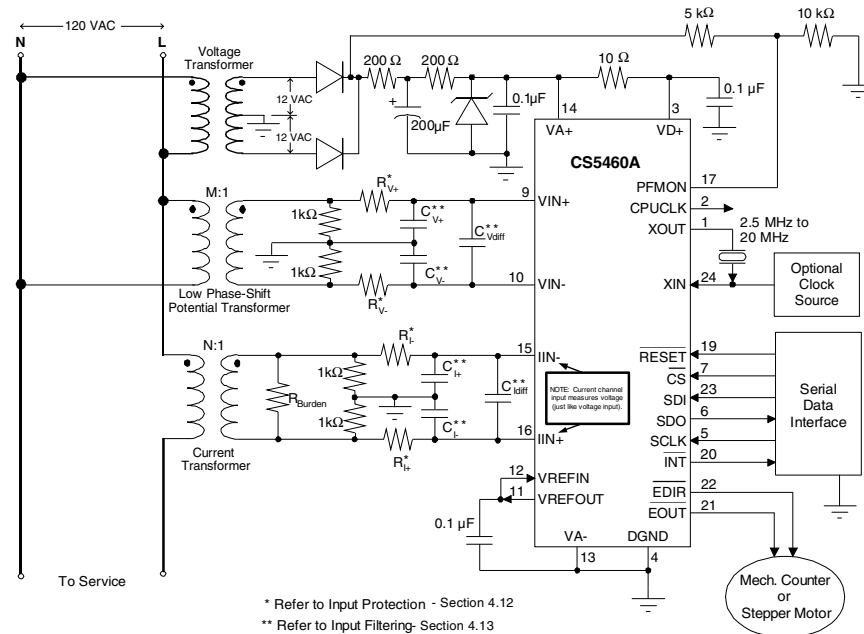 120 VAC
N
L
Voltage
Transformer
12 VAC
12 VAC
200 Ω
200 Ω
+
200µF
0.1µF
5 kΩ
10 kΩ
10 Ω
0.1 µF
14
VA+
3
VD+
CS5460A
M:1
1kΩ
1kΩ
R*V+
R*V-
C**V+
C**V-
C**Vdiff
Low Phase-Shift
Potential Transformer
9
VIN+
10
VIN-
PFMON
17
CPUCLK
2
XOUT
1
2.5 MHz to
20 MHz
XIN
24
Optional
Clock
Source
N:1
Current
Transformer
RBurden
1kΩ
1kΩ
R*I-
R*I+
C**I+
C**I-
C**Idiff
15
IIN-
NOTE: Current channel
input measures voltage
(just like voltage input).
16
IIN+
RESET
19
CS
7
SDI
23
SDO
6
SCLK
5
INT
20
Serial
Data
Interface
12
VREFIN
11
VREFOUT
0.1 µF
EDIR
22
EOUT
21
VA-
13
DGND
4
Mech. Counter
or
Stepper Motor
To Service
* Refer to Input Protection - Section 4.12
** Refer to Input Filtering- Section 4.13